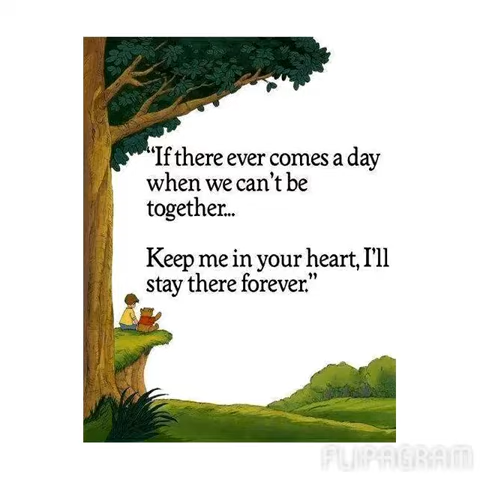 “If there ever comes a day
when we can't be
together...
Keep me in your heart, I'll
stay there forever.”
FLIPAGRAM